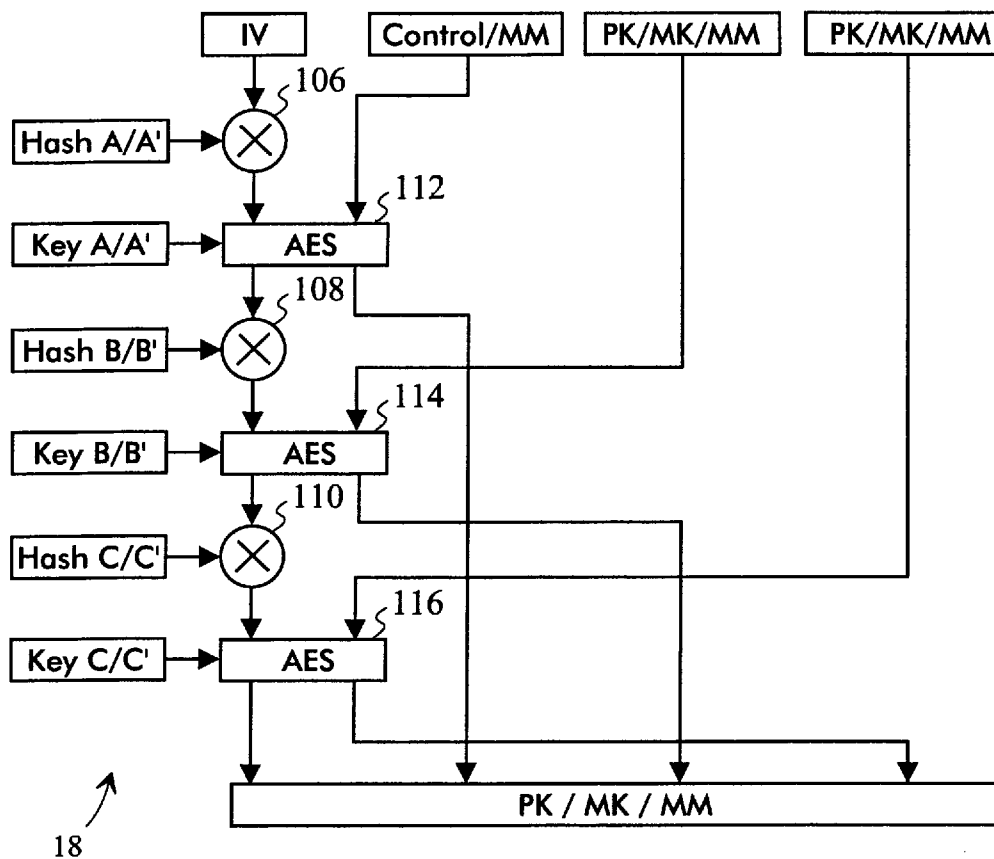 IV
Control/MM
PK/MK/MM
PK/MK/MM
106
Hash A/A'
112
Key A/A'
AES
108
Hash B/B'
114
Key B/B'
AES
110
Hash C/C'
116
Key C/C'
AES
PK / MK / MM
18